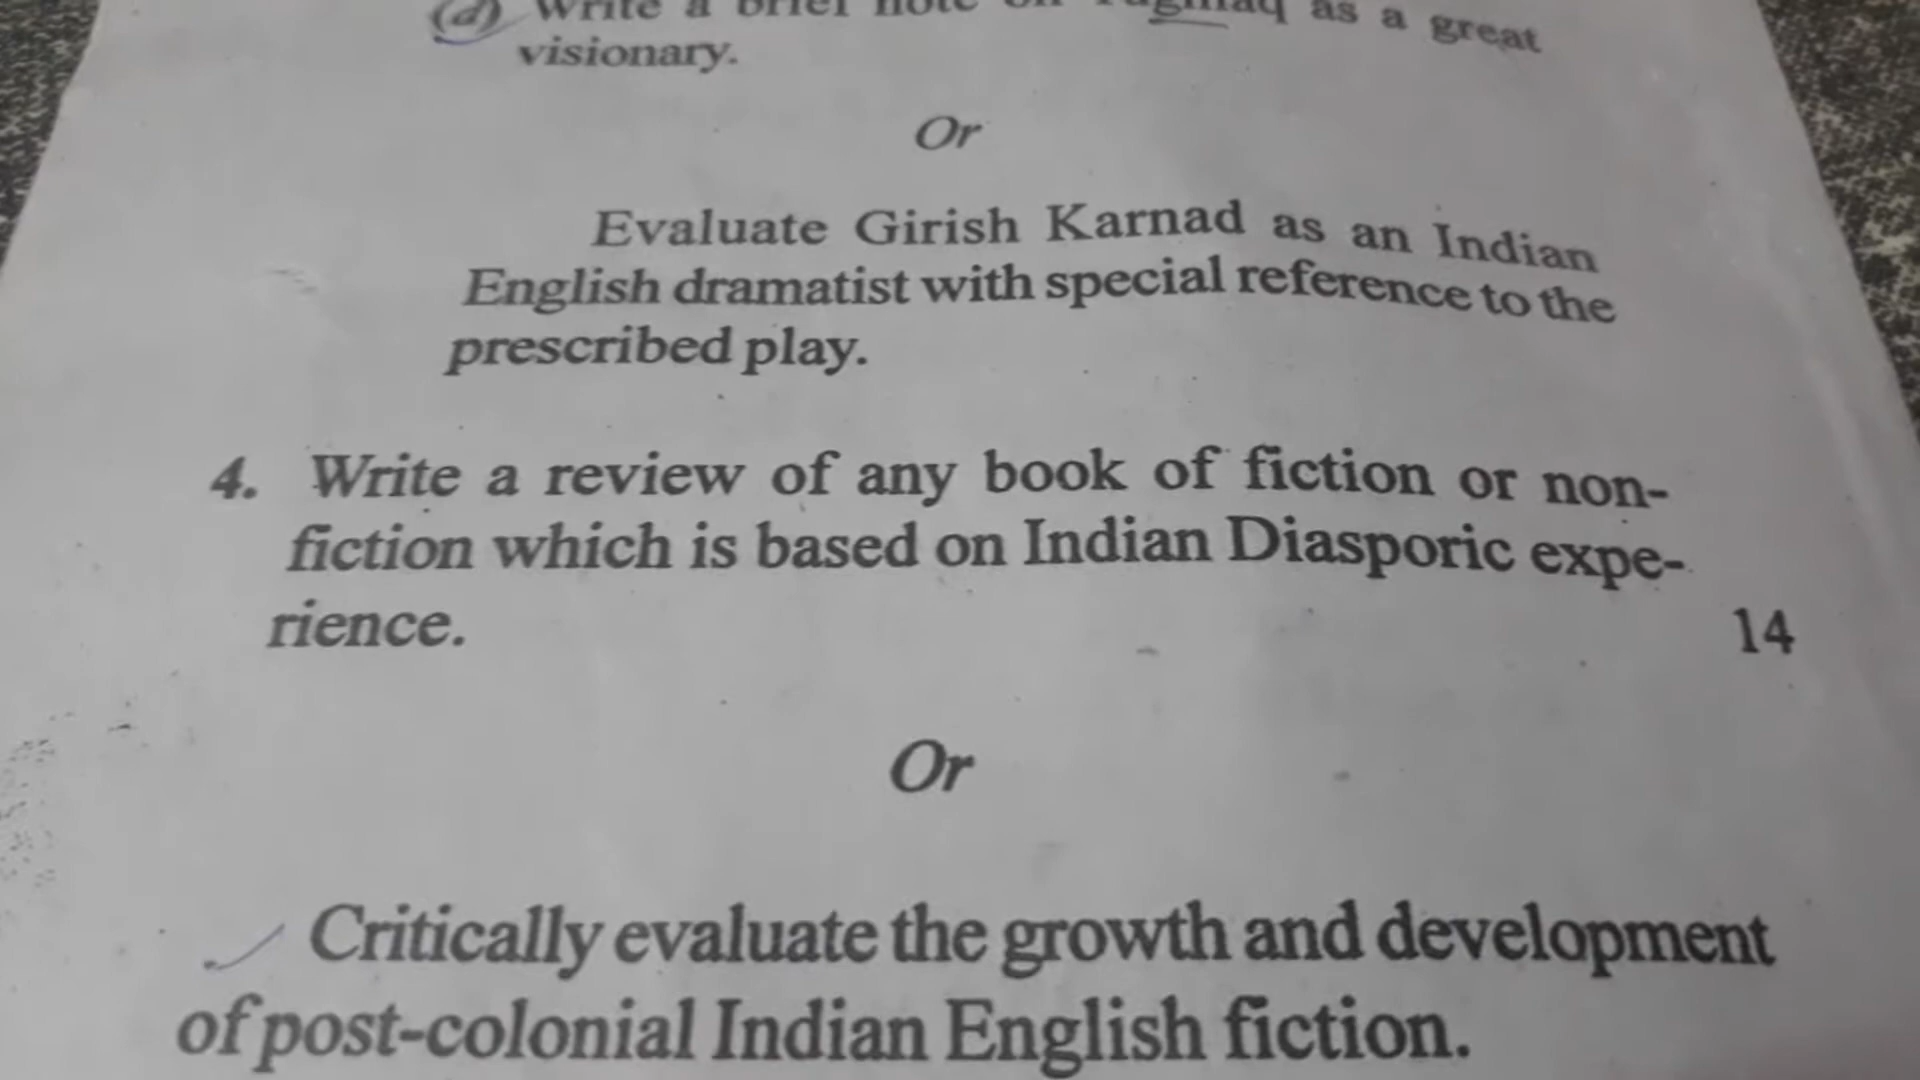 (d) Write a brief note on Tughlaq as a great
visionary.
Or
Evaluate Girish Karnad as an Indian
English dramatist with special reference to the
prescribed play.
4. Write a review of any book of fiction or non-
fiction which is based on Indian Diasporic expe-
rience.
14
Or
Critically evaluate the growth and development
of post-colonial Indian English fiction.